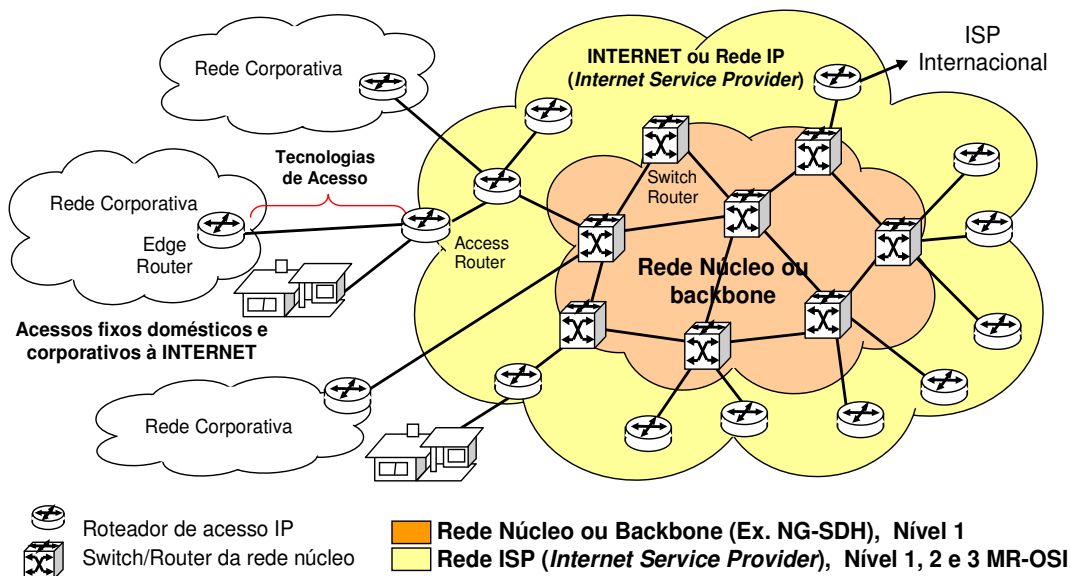 Rede Corporativa
INTERNET ou Rede IP
(Internet Service Provider)
ISP
Internacional
Tecnologias
de Acesso
Switch
Router
Rede Corporativa
Edge
Router
Access
Router
Rede Núcleo ou
backbone
Acessos fixos domésticos e
corporativos à INTERNET
Rede Corporativa
Roteador de acesso IP
Switch/Router da rede núcleo
Rede Núcleo ou Backbone (Ex. NG-SDH), Nível 1
Rede ISP (Internet Service Provider), Nível 1, 2 e 3 MR-OSI